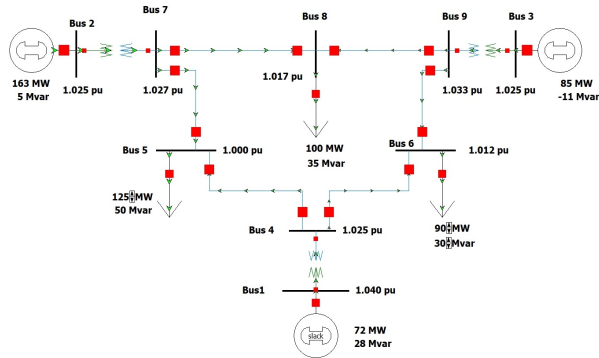 Bus 2
Bus 7
Bus 8
Bus 9
Bus 3
163 MW
5 Mvar
1.025 pu
1.027 pu
1.017 pu
1.033 pu
1.025 pu
85 MW
-11 Mvar
100 MW
35 Mvar
Bus 5
1.000 pu
Bus 6
1.012 pu
125 MW
50 Mvar
90 MW
30 Mvar
Bus 4
1.025 pu
Bus1
1.040 pu
slack
72 MW
28 Mvar